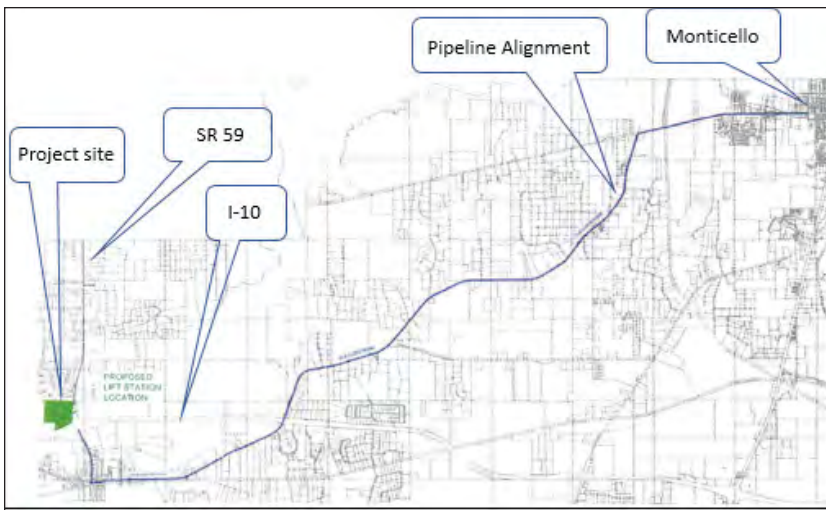 Monticello
Pipeline Alignment
SR 59
Project site
I-10
PROPOSED
LIFT STATION
LOCATION